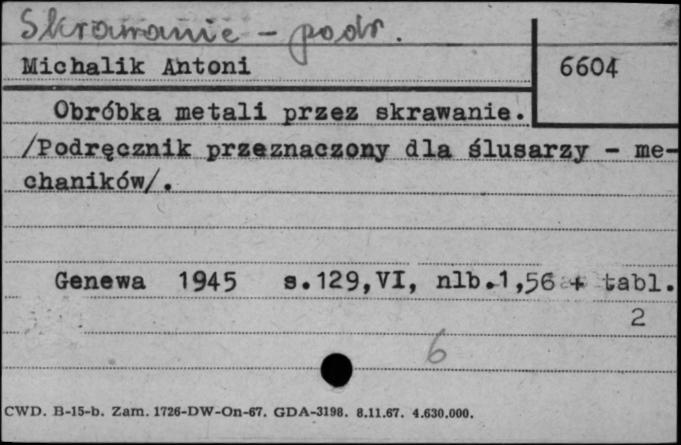 Skrawanie - podr.
Michalik Antoni
6604
Obróbka metali przez skrawanie.
/Podręcznik przeznaczony dla ślusarzy - me-
chaników/.
Genewa 1945 s.129,VI, nlb.1,56 + tabl.
2
6
CWD. B-15-b. Zam. 1726-DW-On-67. GDA-3198. 8.11.67. 4.630.000.